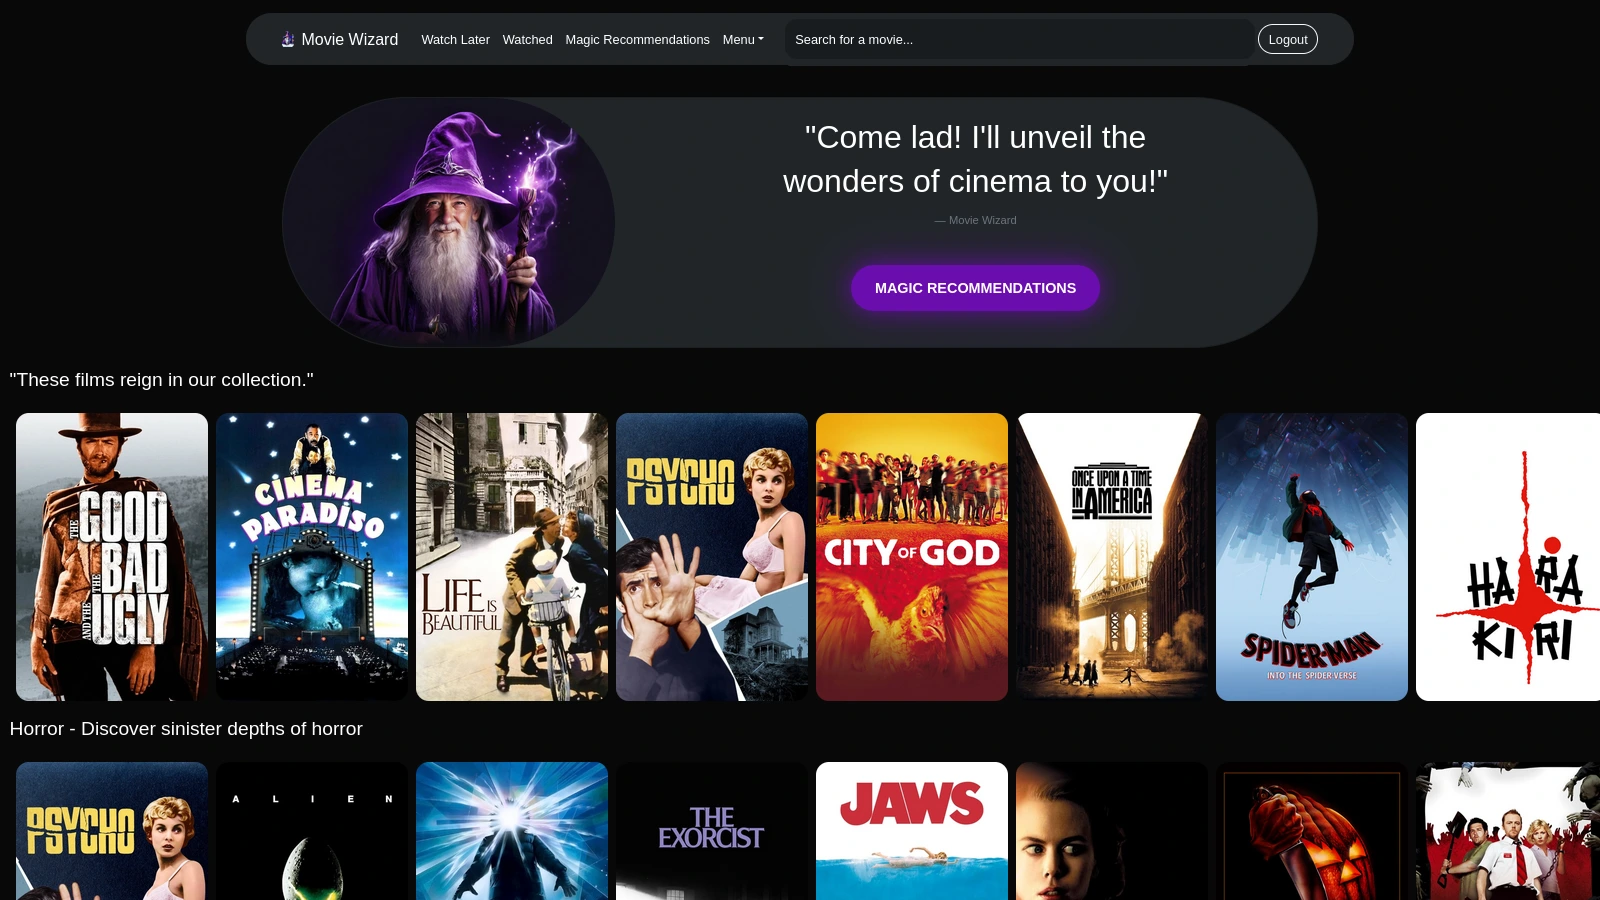 Movie Wizard
Watch Later
Watched
Magic Recommendations
Menu
Search for a movie...
Logout
"Come lad! I'll unveil the
wonders of cinema to you!"
— Movie Wizard
MAGIC RECOMMENDATIONS
"These films reign in our collection."
THE
GOOD
THE
BAD
AND THE
UGLY
CINEMA
PARADISO
LIFE IS
BEAUTIFUL
PSYCHO
CITY OF GOD
ONCE UPON A TIME
IN AMERICA
SPIDER-MAN
INTO THE SPIDER-VERSE
HARA
KIRI
Horror - Discover sinister depths of horror
PSYCHO
ALIEN
THE
EXORCIST
JAWS